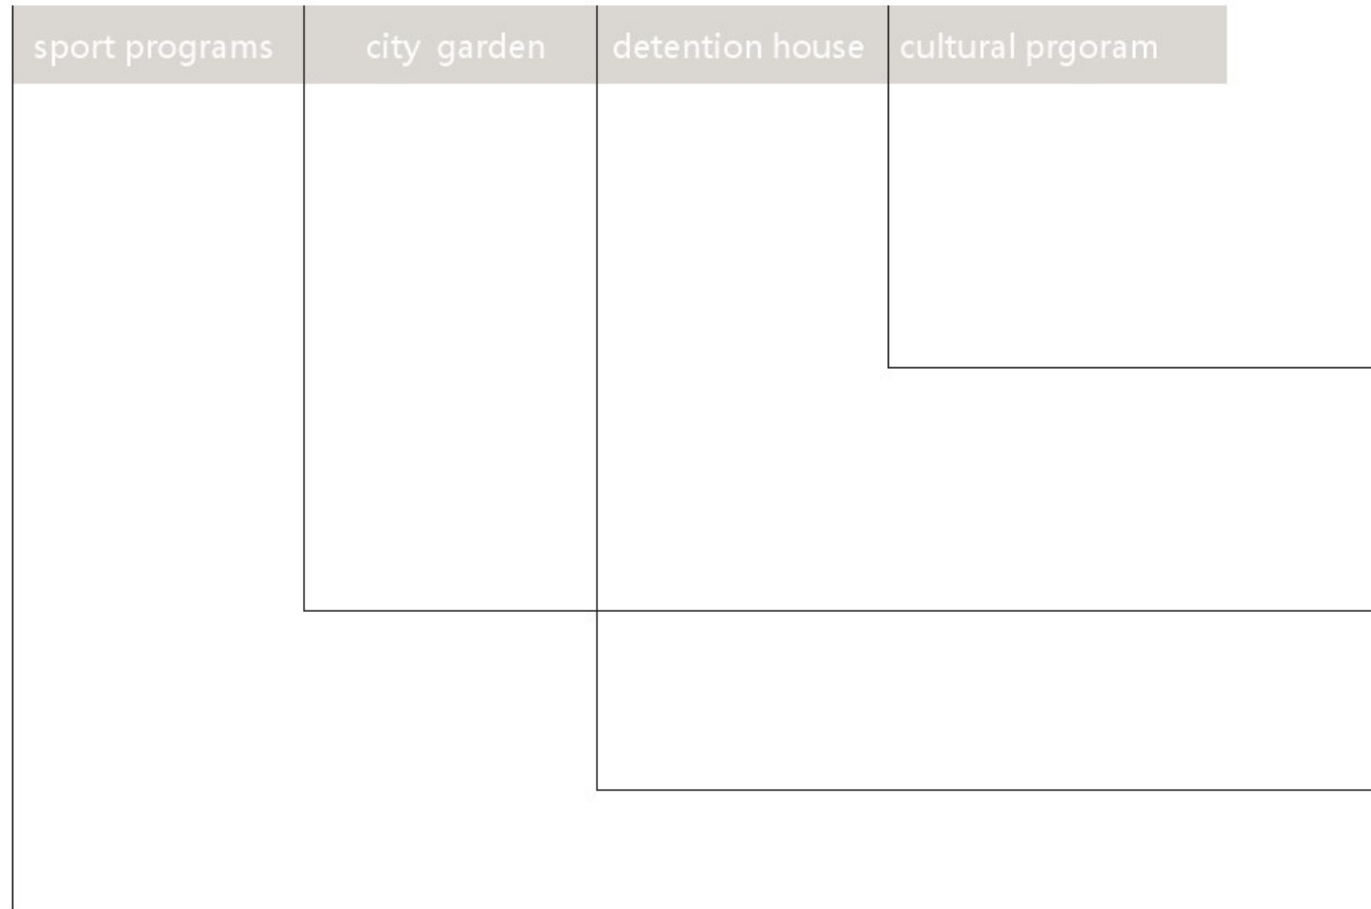 sport programs
city garden
detention house
cultural prgoram